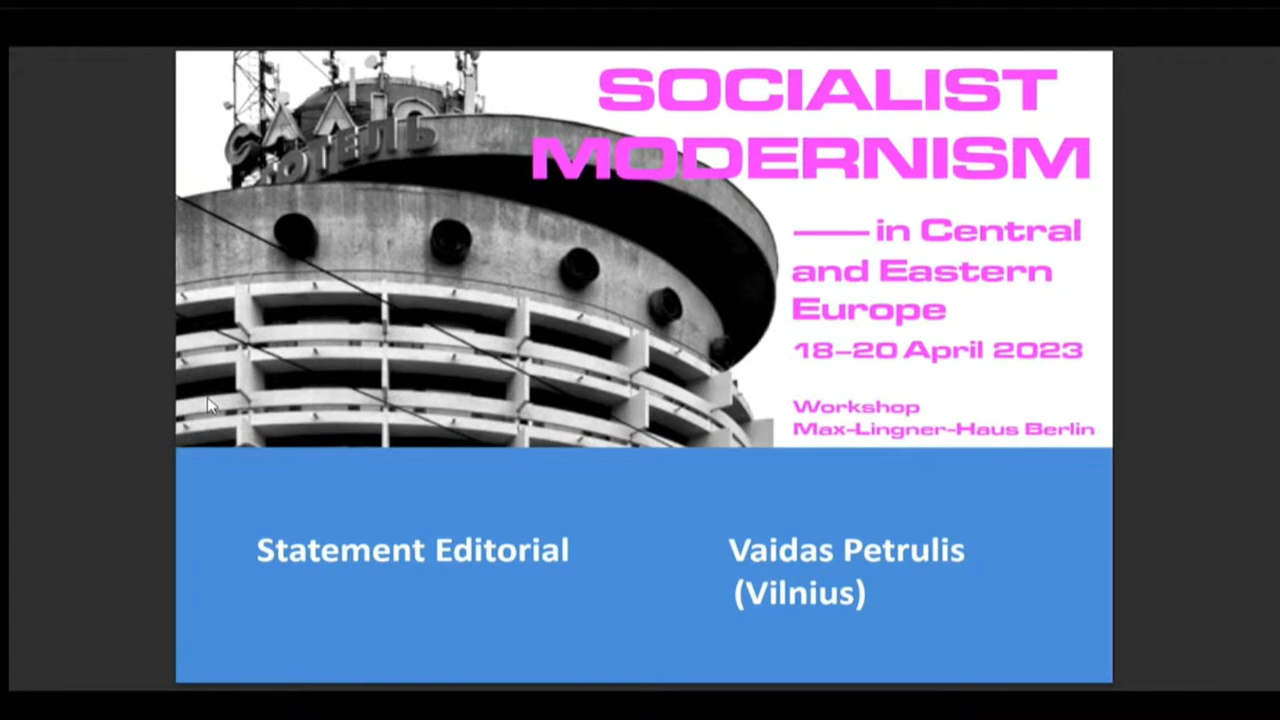 SOCIALIST
MODERNISM
ГОТЕЛЬ
in Central
and Eastern
Europe
18–20 April 2023
Workshop
Max-Lingner-Haus Berlin
Statement Editorial
Vaidas Petrulis
(Vilnius)